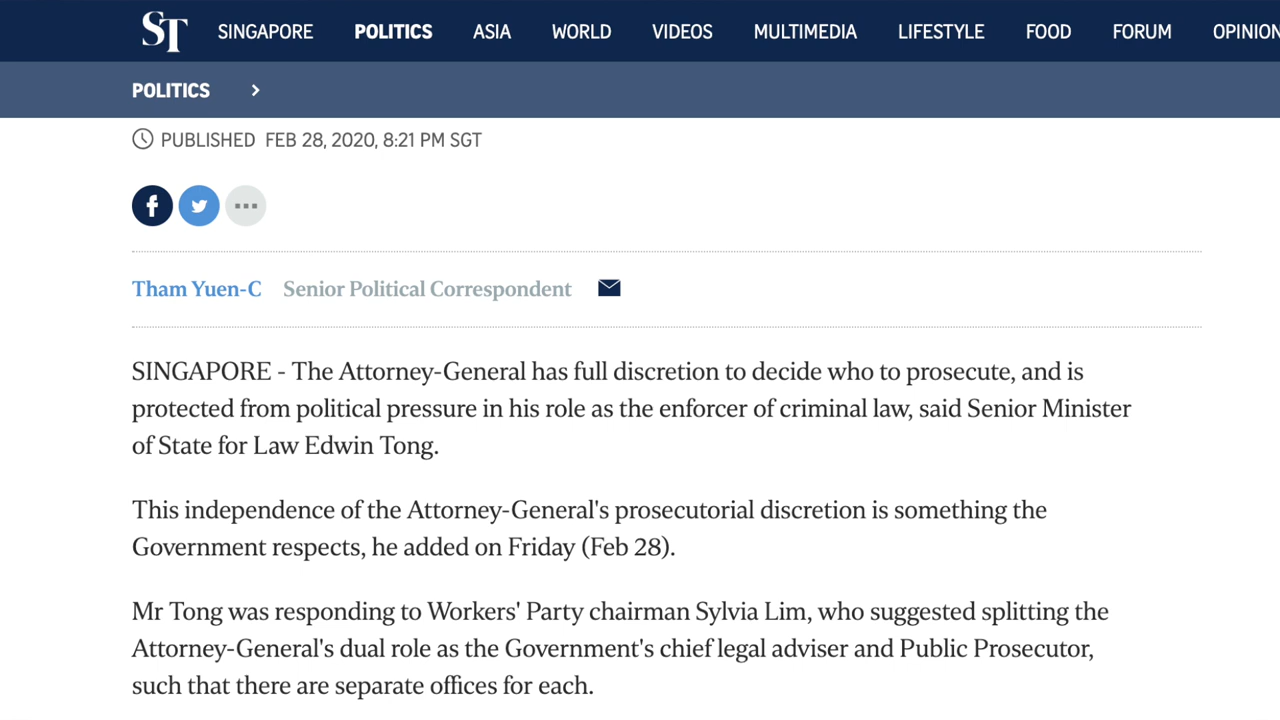 ST SINGAPORE POLITICS ASIA WORLD VIDEOS MULTIMEDIA LIFESTYLE FOOD FORUM OPINION
POLITICS >
PUBLISHED FEB 28, 2020, 8:21 PM SGT
Tham Yuen-C Senior Political Correspondent
SINGAPORE - The Attorney-General has full discretion to decide who to prosecute, and is
protected from political pressure in his role as the enforcer of criminal law, said Senior Minister
of State for Law Edwin Tong.
This independence of the Attorney-General's prosecutorial discretion is something the
Government respects, he added on Friday (Feb 28).
Mr Tong was responding to Workers' Party chairman Sylvia Lim, who suggested splitting the
Attorney-General's dual role as the Government's chief legal adviser and Public Prosecutor,
such that there are separate offices for each.